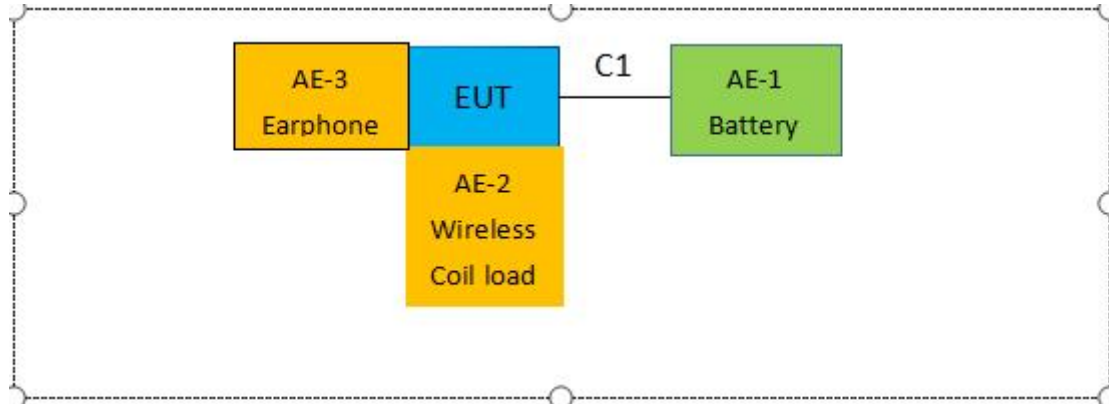 AE-3
Earphone
EUT
C1
AE-1
Battery
AE-2
Wireless
Coil load